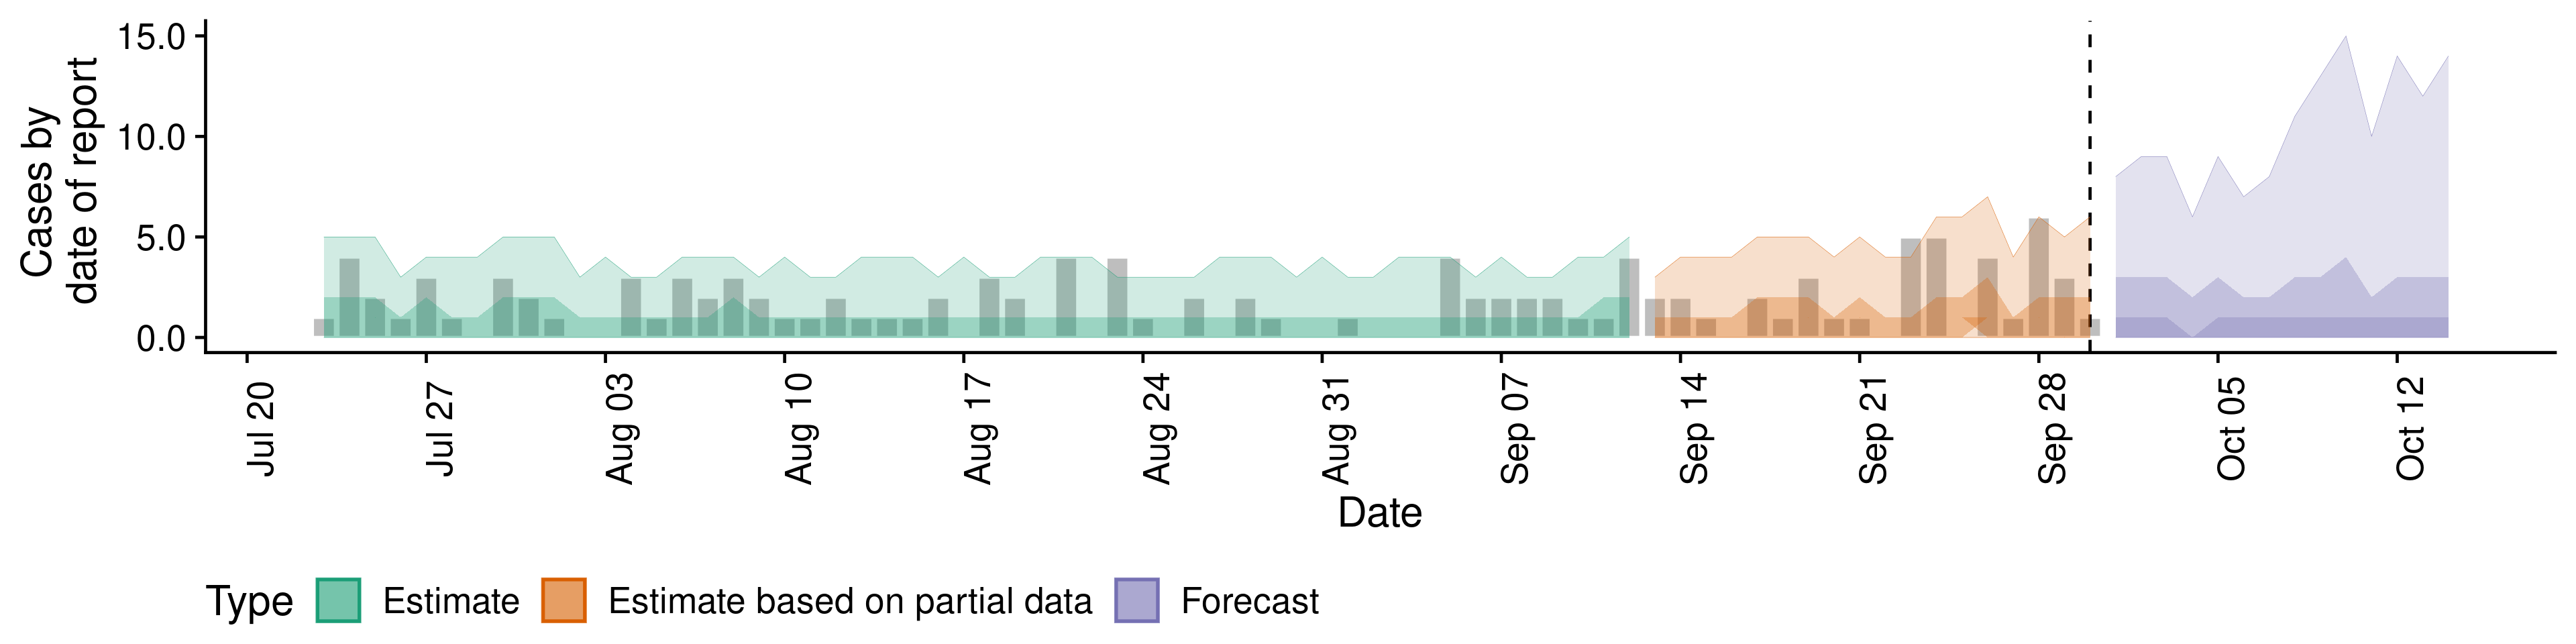 Cases by
date of report
15.0
10.0
5.0
0.0
Jul 20
Jul 27
Aug 03
Aug 10
Aug 17
Aug 24
Aug 31
Sep 07
Sep 14
Sep 21
Sep 28
Oct 05
Oct 12
Date
Type Estimate Estimate based on partial data Forecast